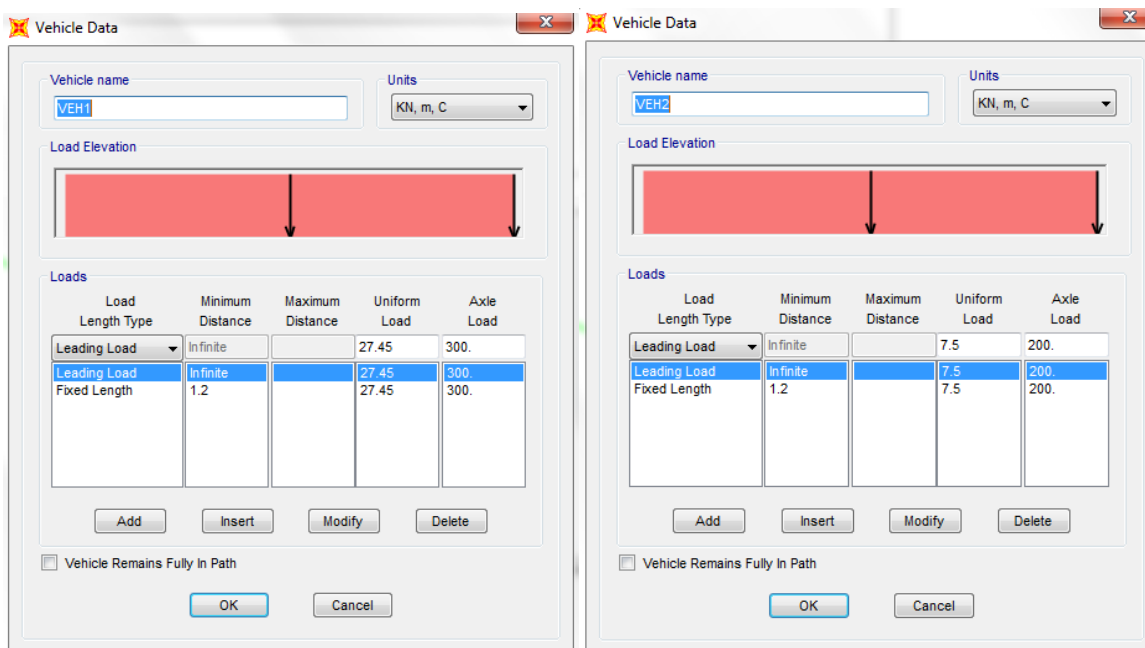 Vehicle Data
Vehicle name
Units
VEH1
KN, m, C
Load Elevation
Loads
Load Minimum Maximum Uniform Axle
Length Type Distance Distance Load Load
Leading Load Infinite 27.45 300.
Leading Load Infinite 27.45 300.
Fixed Length 1.2 27.45 300.
Add Insert Modify Delete
Vehicle Remains Fully In Path
OK Cancel
Vehicle Data
Vehicle name
Units
VEH2
KN, m, C
Load Elevation
Loads
Load Minimum Maximum Uniform Axle
Length Type Distance Distance Load Load
Leading Load Infinite 7.5 200.
Leading Load Infinite 7.5 200.
Fixed Length 1.2 7.5 200.
Add Insert Modify Delete
Vehicle Remains Fully In Path
OK Cancel